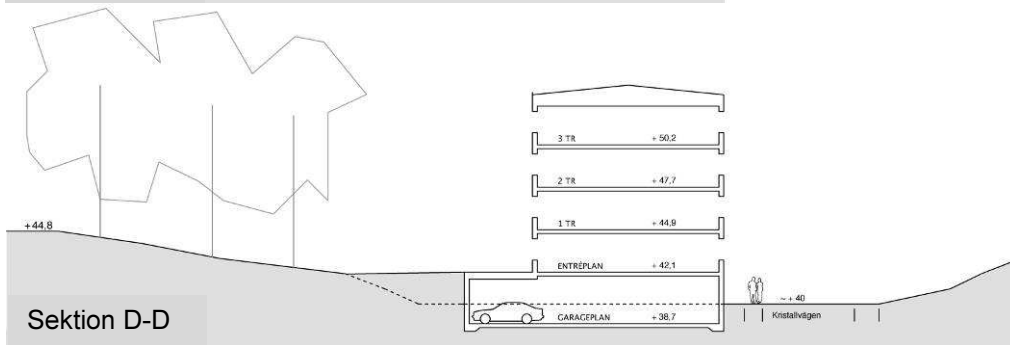 3 TR + 50,2
2 TR + 47,7
+ 44,8
1 TR + 44,9
ENTRÉPLAN + 42,1
~ + 40
Sektion D-D
GARAGEPLAN + 38,7
Kristallvägen